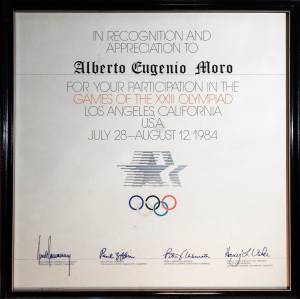 IN RECOGNITION AND
APPRECIATION TO
Alberto Eugenio Moro
FOR YOUR PARTICIPATION IN THE
GAMES OF THE XXIII OLYMPIAD
LOS ANGELES, CALIFORNIA
U.S.A.
JULY 28—AUGUST 12, 1984